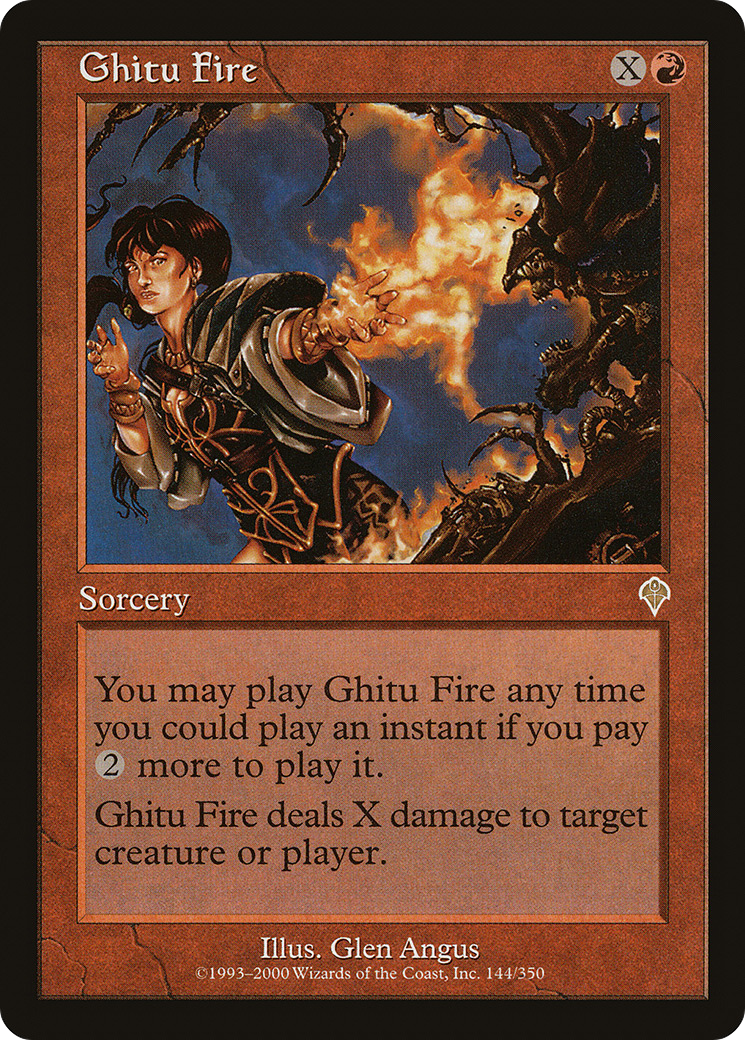 Ghitu Fire
X
Sorcery
You may play Ghitu Fire any time
you could play an instant if you pay
2 more to play it.
Ghitu Fire deals X damage to target
creature or player.
Illus. Glen Angus
©1993–2000 Wizards of the Coast, Inc. 144/350